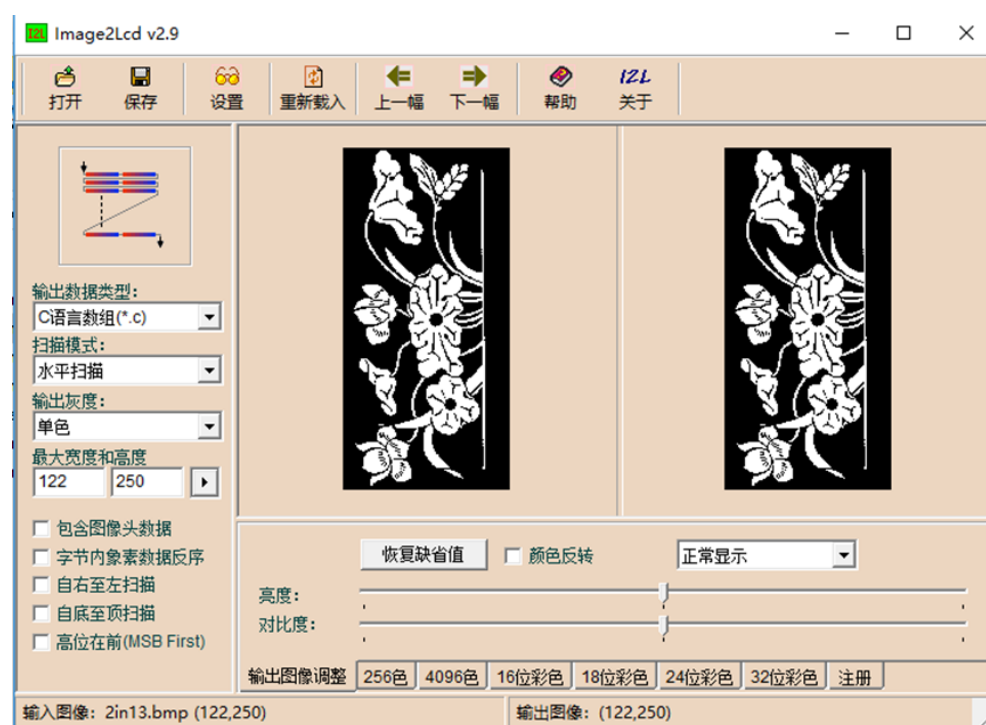 I2L Image2Lcd v2.9
打开 保存 设置 重新载入 上一幅 下一幅 帮助 I2L 关于
输出数据类型:
C语言数组(*.c)
扫描模式:
水平扫描
输出灰度:
单色
最大宽度和高度
122 250
包含图像头数据
字节内象素数据反序
自右至左扫描
自底至顶扫描
高位在前(MSB First)
恢复缺省值 颜色反转 正常显示
亮度:
对比度:
输出图像调整 256色 4096色 16位彩色 18位彩色 24位彩色 32位彩色 注册
输入图像: 2in13.bmp (122,250) 输出图像: (122,250)